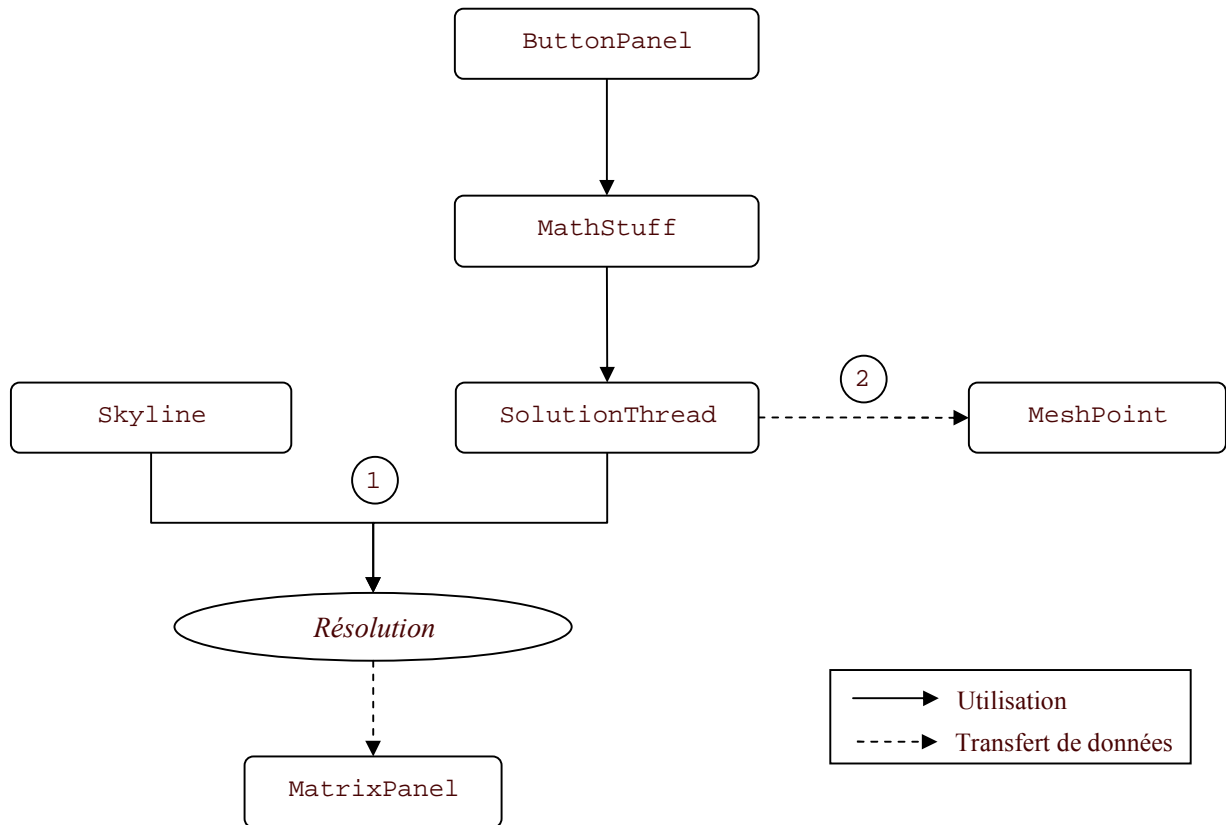 ButtonPanel
MathStuff
2
Skyline
SolutionThread
MeshPoint
1
Résolution
Utilisation
Transfert de données
MatrixPanel